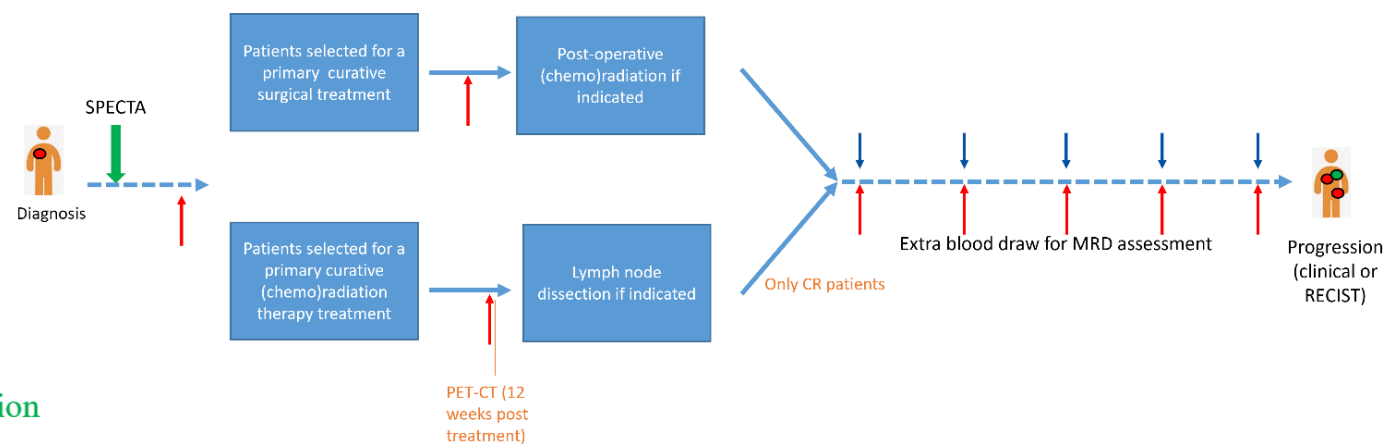 SPECTA
Diagnosis
Patients selected for a
primary curative
surgical treatment
Post-operative
(chemo)radiation if
indicated
Patients selected for a
primary curative
(chemo)radiation
therapy treatment
Lymph node
dissection if indicated
PET-CT (12
weeks post
treatment)
Only CR patients
Extra blood draw for MRD assessment
Progression
(clinical or
RECIST)
ion